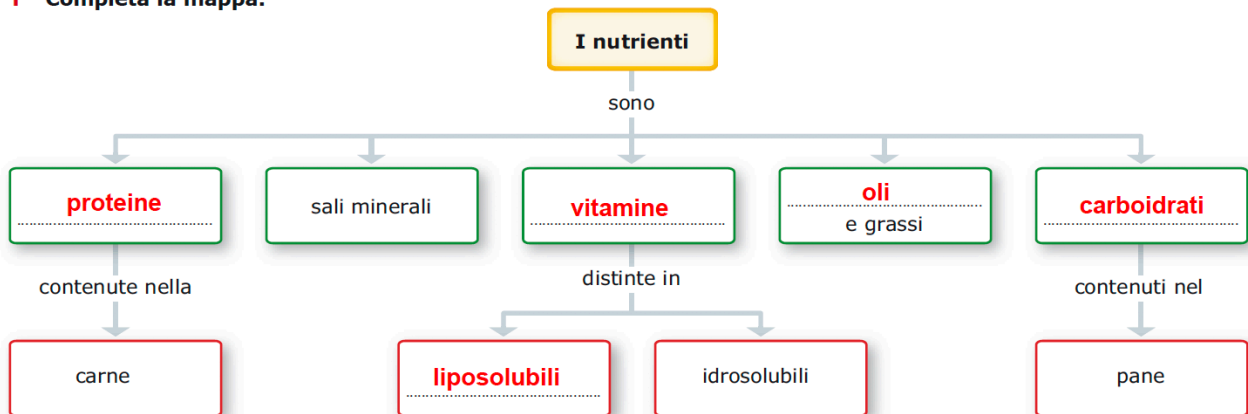 Completa la mappa.
I nutrienti
sono
proteine
sali minerali
vitamine
oli
e grassi
carboidrati
contenute nella
distinte in
contenuti nel
carne
liposolubili
idrosolubili
pane